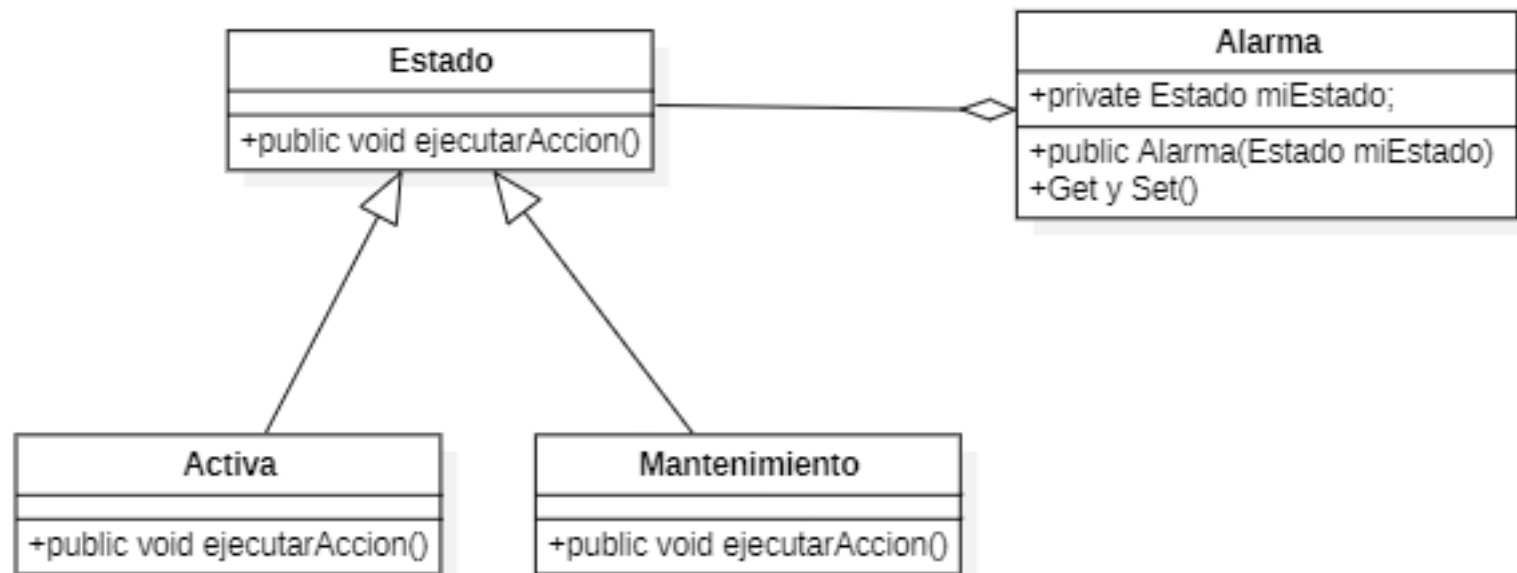 Estado
+public void ejecutarAccion()
Alarma
+private Estado miEstado;
+public Alarma(Estado miEstado)
+Get y Set()
Activa
+public void ejecutarAccion()
Mantenimiento
+public void ejecutarAccion()